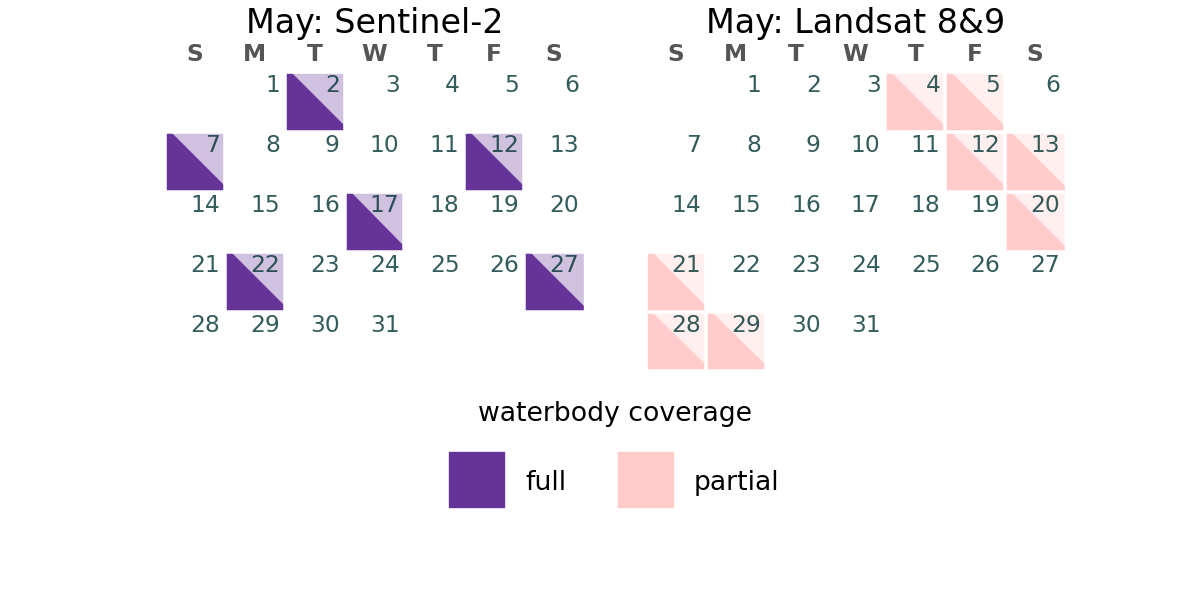 May: Sentinel-2
S M T W T F S
1 2 3 4 5 6
7 8 9 10 11 12 13
14 15 16 17 18 19 20
21 22 23 24 25 26 27
28 29 30 31
May: Landsat 8&9
S M T W T F S
1 2 3 4 5 6
7 8 9 10 11 12 13
14 15 16 17 18 19 20
21 22 23 24 25 26 27
28 29 30 31
waterbody coverage
full partial